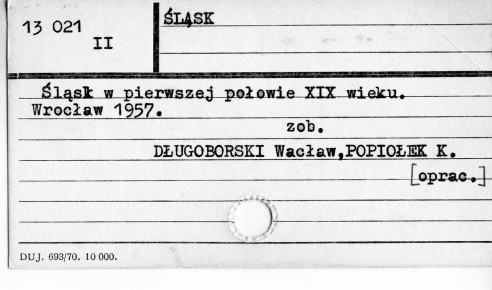 13 021
II
ŚLĄSK
Śląsk w pierwszej połowie XIX wieku.
Wrocław 1957.
zob.
DŁUGOBORSKI Wacław,POPIOŁEK K.
[oprac.]
DUJ. 693/70. 10 000.